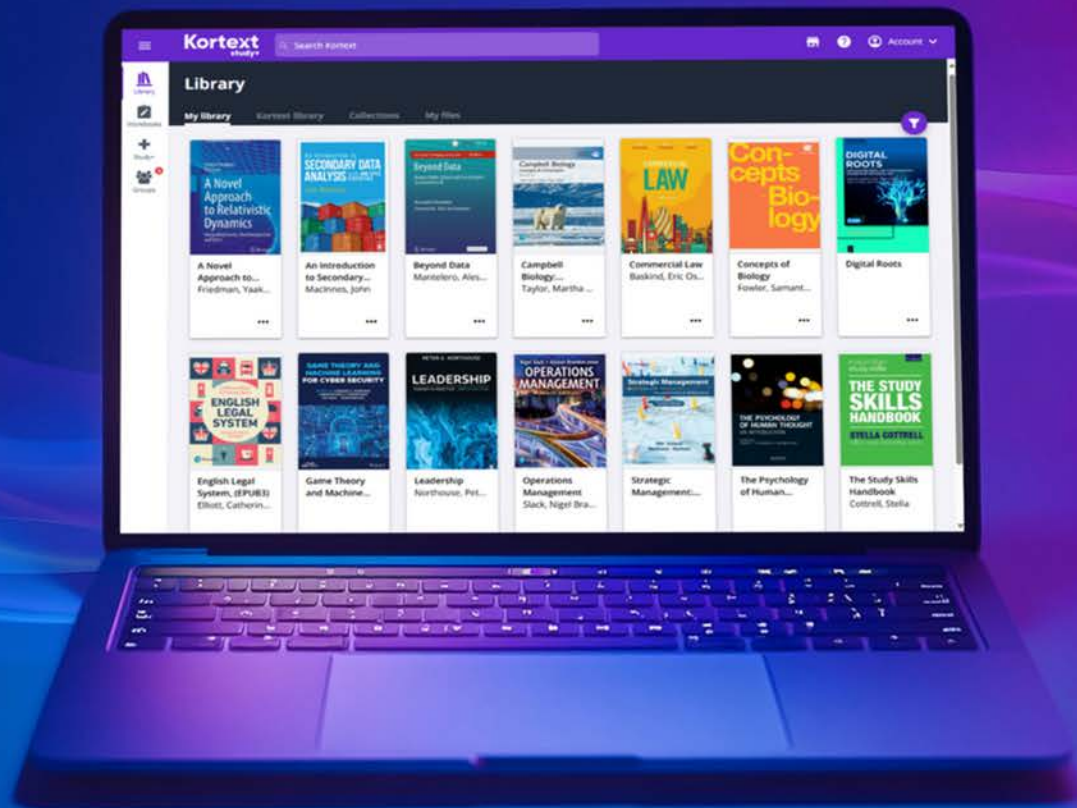 Kortext
study+
Search Kortext
Account
Library
Library
My library
Kortext library
Collections
My files
Workbooks
Study+
Groups
A Novel
Approach
to Relativistic
Dynamics
AN INTRODUCTION TO
SECONDARY DATA
ANALYSIS
Beyond Data
Campbell Biology
COMMERCIAL
LAW
Con-
cepts
Bio-
logy
DIGITAL
ROOTS
A Novel
Approach to...
Friedman, Yaak...
An Introduction
to Secondary...
MacInnes, John
Beyond Data
Mantelero, Ales...
Campbell
Biology:...
Taylor, Martha ...
Commercial Law
Baskind, Eric Os...
Concepts of
Biology
Fowler, Samant...
Digital Roots
ENGLISH
LEGAL
SYSTEM
GAME THEORY AND
MACHINE LEARNING
FOR CYBER SECURITY
PETER G. NORTHOUSE
LEADERSHIP
OPERATIONS
MANAGEMENT
Strategic Management
THE PSYCHOLOGY
OF HUMAN THOUGHT
AN INTRODUCTION
THE STUDY
SKILLS
HANDBOOK
STELLA COTTRELL
English Legal
System, (EPUB3)
Elliott, Catherin...
Game Theory
and Machine...
Leadership
Northouse, Pet...
Operations
Management
Slack, Nigel Bra...
Strategic
Management:...
The Psychology
of Human...
The Study Skills
Handbook
Cottrell, Stella